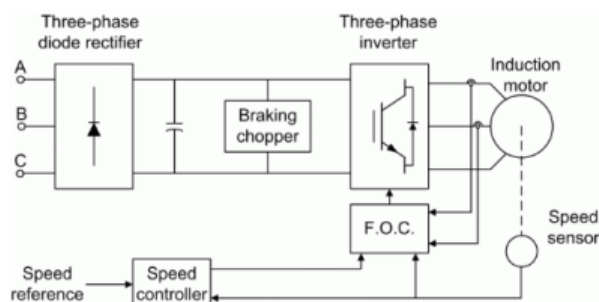 Three-phase
diode rectifier
Three-phase
inverter
Induction
motor
A
B
C
Braking
chopper
F.O.C.
Speed
sensor
Speed
reference
Speed
controller